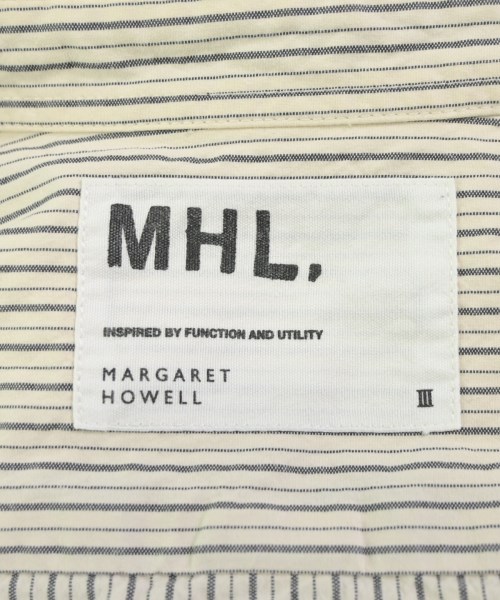 MHL,
INSPIRED BY FUNCTION AND UTILITY
MARGARET
HOWELL
III